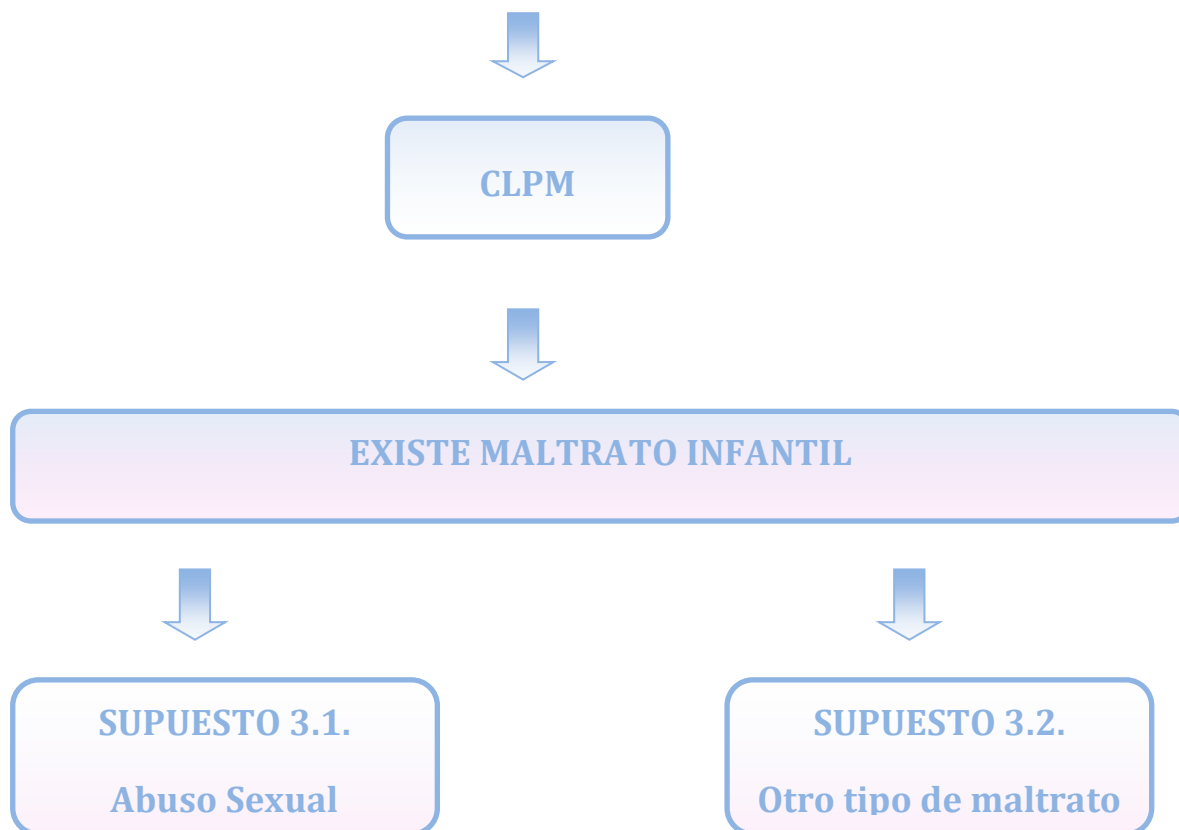 CLPM
EXISTE MALTRATO INFANTIL
SUPUESTO 3.1.
Abuso Sexual
SUPUESTO 3.2.
Otro tipo de maltrato